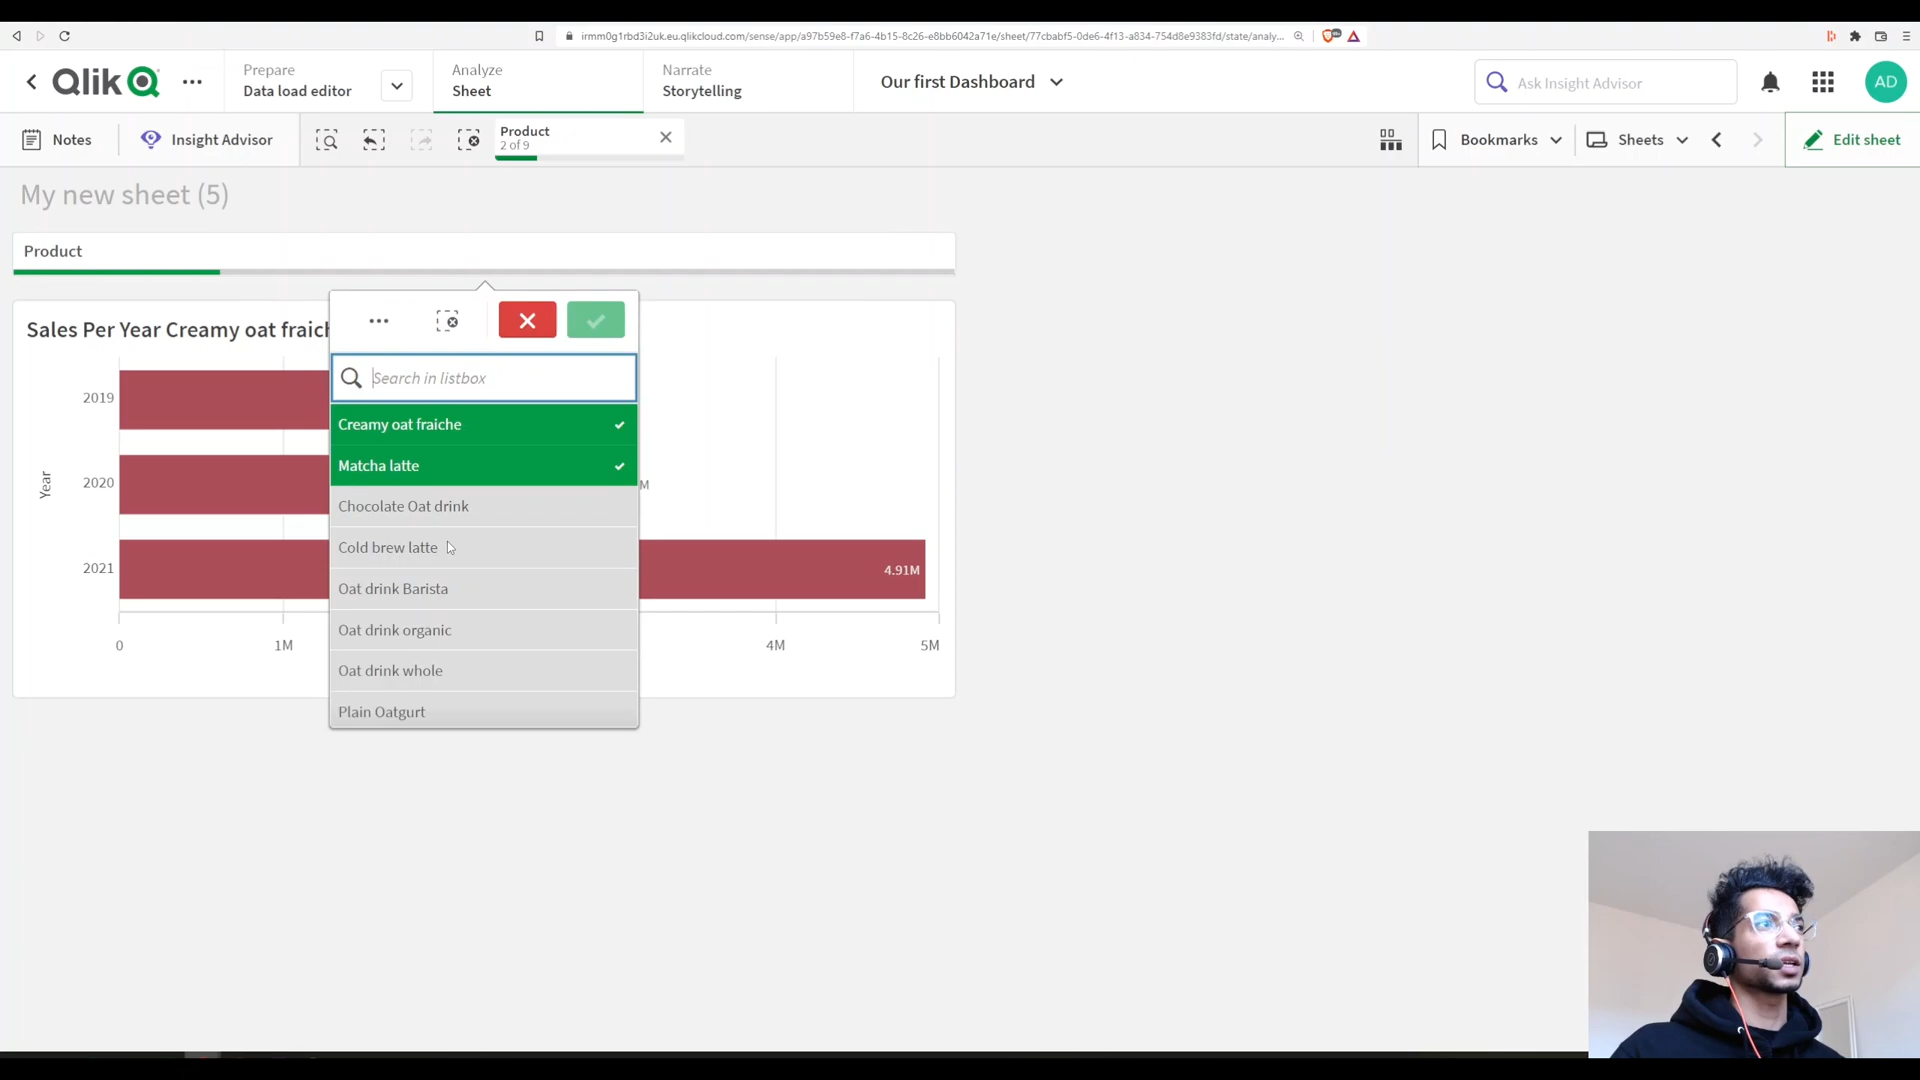 irmm0g1rbd3i2uk.eu.qlikcloud.com/sense/app/a97b59e8-f7a6-4b15-8c26-e8bb6042a71e/sheet/77cbabf5-0de6-4f13-a834-754d8e9383fd/state/analy...
Qlik
Prepare
Data load editor
Analyze
Sheet
Narrate
Storytelling
Our first Dashboard
Ask Insight Advisor
AD
Notes
Insight Advisor
Product
2 of 9
Bookmarks
Sheets
Edit sheet
My new sheet (5)
Product
Sales Per Year Creamy oat fraich
Search in listbox
Creamy oat fraiche
Matcha latte
Chocolate Oat drink
Cold brew latte
Oat drink Barista
Oat drink organic
Oat drink whole
Plain Oatgurt
Year
2019
2020
M
2021
4.91M
0
1M
4M
5M